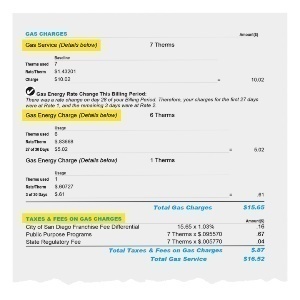 GAS CHARGES Amount($)
Gas Service (Details below) 7 Therms
Baseline
Therms used 7
Rate/Therm $1.43201
Charge $10.02 = 10.02
Gas Energy Rate Change This Billing Period:
There was a rate change on day 28 of your Billing Period. Therefore, your charges for the first 27 days
were at Rate 1, and the remaining 3 days were at Rate 2.
Gas Energy Charge (Details below) 6 Therms
Usage
Therms used 6
Rate/Therm $.83668
27 of 30 Days $5.02 = 5.02
Gas Energy Charge (Details below) 1 Therms
Usage
Therms used 1
Rate/Therm $.60727
3 of 30 Days $.61 = .61
Total Gas Charges $15.65
TAXES & FEES ON GAS CHARGES Amount($)
City of San Diego Franchise Fee Differential 15.65 x 1.03% .16
Public Purpose Programs 7 Therms x $.095570 .67
State Regulatory Fee 7 Therms x $.005770 .04
Total Taxes & Fees on Gas Charges $.87
Total Gas Service $16.52